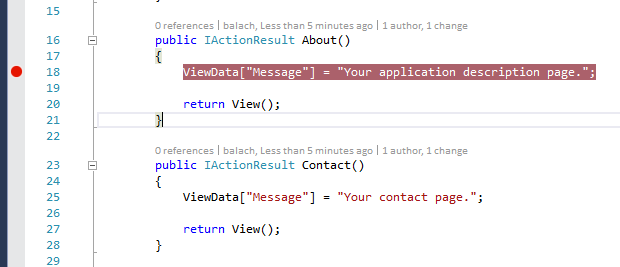 15
0 references | balach, Less than 5 minutes ago | 1 author, 1 change
16 public IActionResult About()
17 {
18 ViewData["Message"] = "Your application description page.";
19
20 return View();
21 }
22
0 references | balach, Less than 5 minutes ago | 1 author, 1 change
23 public IActionResult Contact()
24 {
25 ViewData["Message"] = "Your contact page.";
26
27 return View();
28 }
29